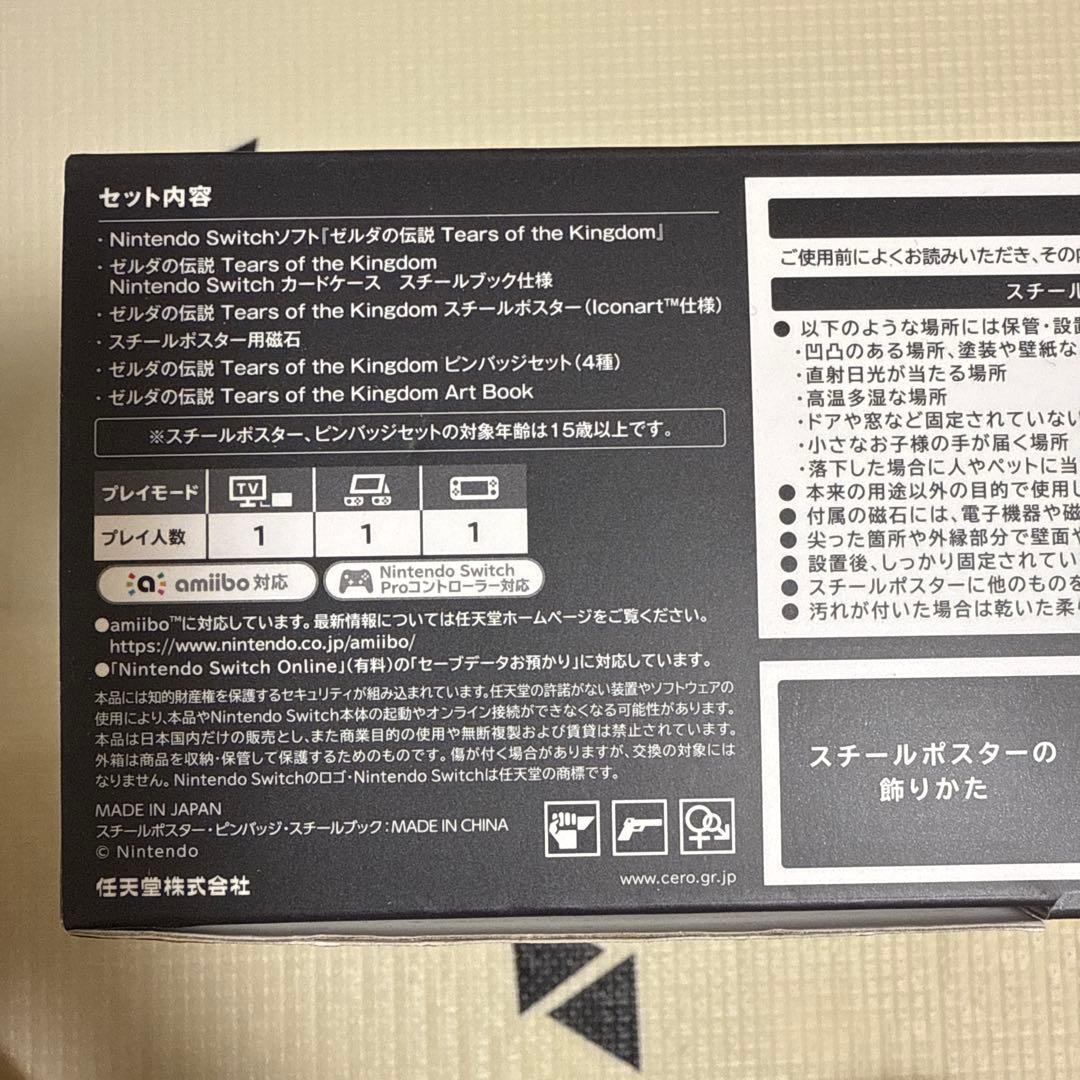 セット内容
・Nintendo Switchソフト『ゼルダの伝説 Tears of the Kingdom』
・ゼルダの伝説 Tears of the Kingdom
Nintendo Switch カードケース　スチールブック仕様
・ゼルダの伝説 Tears of the Kingdom スチールポスター（Iconart™仕様）
・スチールポスター用磁石
・ゼルダの伝説 Tears of the Kingdom ピンバッジセット（4種）
・ゼルダの伝説 Tears of the Kingdom Art Book
※スチールポスター、ピンバッジセットの対象年齢は15歳以上です。
プレイモード TV
プレイ人数 1 1 1
amiibo 対応
Nintendo Switch
Proコントローラー対応
●amiibo™に対応しています。最新情報については任天堂ホームページをご覧ください。
https://www.nintendo.co.jp/amiibo/
●「Nintendo Switch Online」（有料）の「セーブデータお預かり」に対応しています。
本品には知的財産権を保護するセキュリティが組み込まれています。任天堂の許諾がない装置やソフトウェアの
使用により、本品やNintendo Switch本体の起動やオンライン接続ができなくなる可能性があります。
本品は日本国内だけの販売とし、また商業目的の使用や無断複製および賃貸は禁止されています。
外箱は商品を収納・保管して保護するためのものです。傷が付く場合がありますが、交換の対象には
なりません。Nintendo Switchのロゴ・Nintendo Switchは任天堂の商標です。
MADE IN JAPAN
スチールポスター・ピンバッジ・スチールブック：MADE IN CHINA
© Nintendo
任天堂株式会社
www.cero.gr.jp
ご使用前によくお読みいただき、その
スチール
●以下のような場所には保管・設置
・凹凸のある場所、塗装や壁紙な
・直射日光が当たる場所
・高温多湿な場所
・ドアや窓など固定されていない
・小さなお子様の手が届く場所
・落下した場合に人やペットに当
●本来の用途以外の目的で使用し
●付属の磁石には、電子機器や磁
●尖った箇所や外縁部分で壁面や
●設置後、しっかり固定されてい
●スチールポスターに他のものを
●汚れが付いた場合は乾いた柔
スチールポスターの
飾りかた